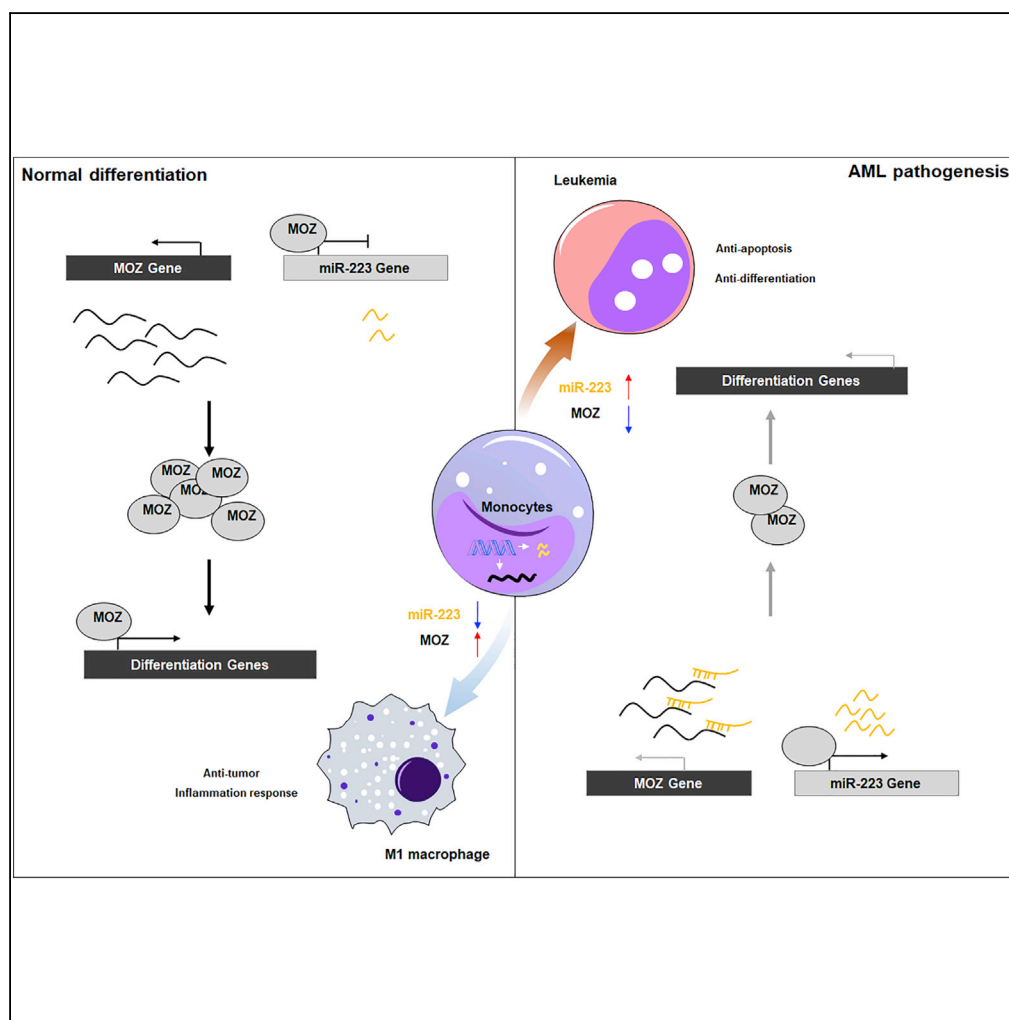 Normal differentiation
MOZ
MOZ Gene
miR-223 Gene
MOZ
MOZ
MOZ
MOZ
MOZ
MOZ
Differentiation Genes
Anti-tumor
Inflammation response
M1 macrophage
Monocytes
miR-223
MOZ
miR-223
MOZ
AML pathogenesis
Leukemia
Anti-apoptosis
Anti-differentiation
Differentiation Genes
MOZ
MOZ
MOZ Gene
miR-223 Gene